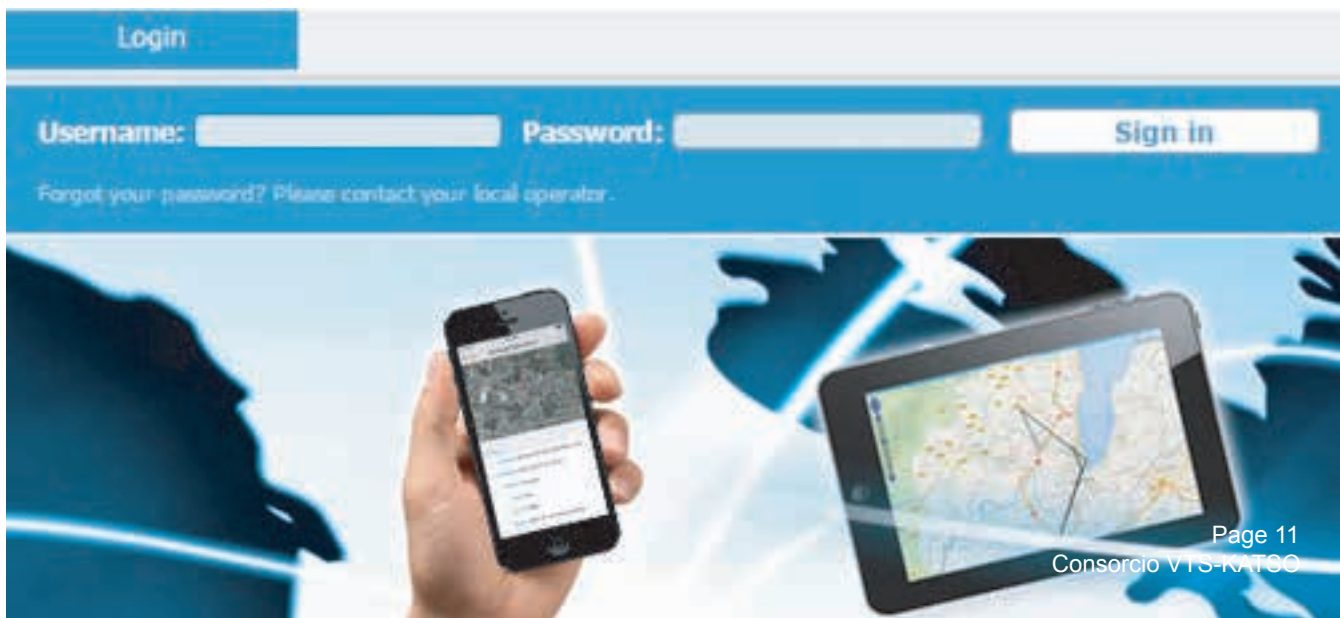 Login
Username:
Password:
Sign in
Forgot your password? Please contact your local operator.
Page 11
Consorcio VTS-KATSO